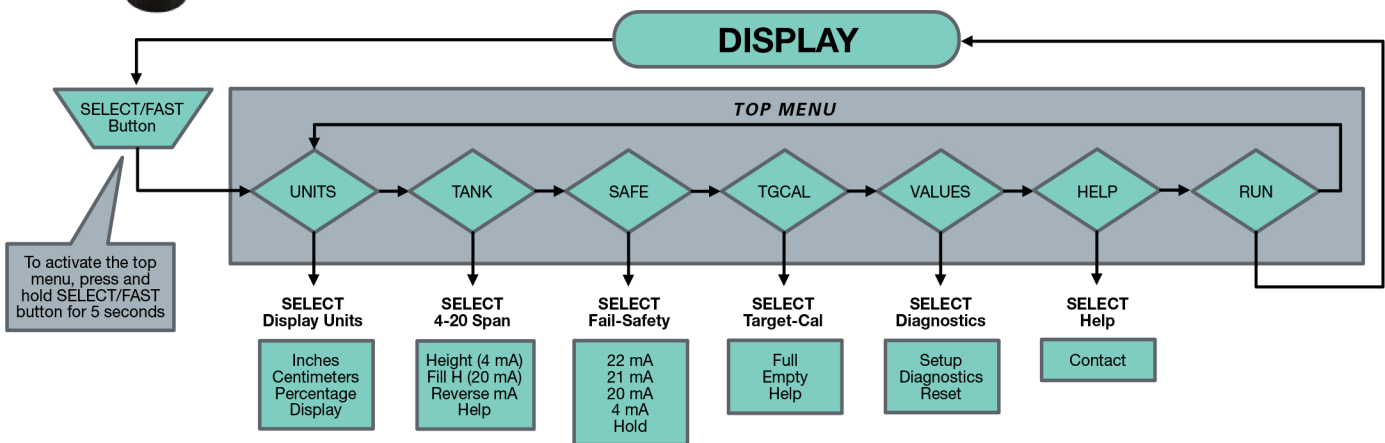 DISPLAY
SELECT/FAST
Button
TOP MENU
UNITS
TANK
SAFE
TGCAL
VALUES
HELP
RUN
To activate the top
menu, press and
hold SELECT/FAST
button for 5 seconds
SELECT
Display Units
Inches
Centimeters
Percentage
Display
SELECT
4-20 Span
Height (4 mA)
Fill H (20 mA)
Reverse mA
Help
SELECT
Fail-Safety
22 mA
21 mA
20 mA
4 mA
Hold
SELECT
Target-Cal
Full
Empty
Help
SELECT
Diagnostics
Setup
Diagnostics
Reset
SELECT
Help
Contact